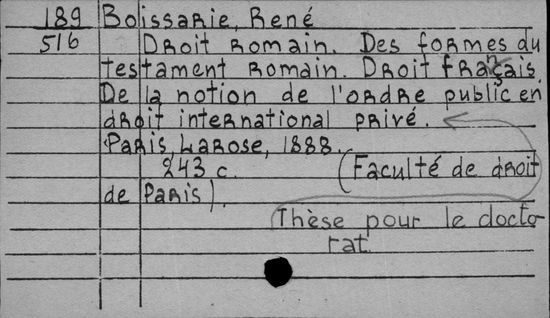 189 Boissarie, René
516 Droit romain. Des formes du
testament romain. Droit français.
De la notion de l'ordre public en
droit international privé.
Paris, Larose, 1888.
243 c. (Faculté de droit
de Paris).
Thèse pour le docto-
rat.